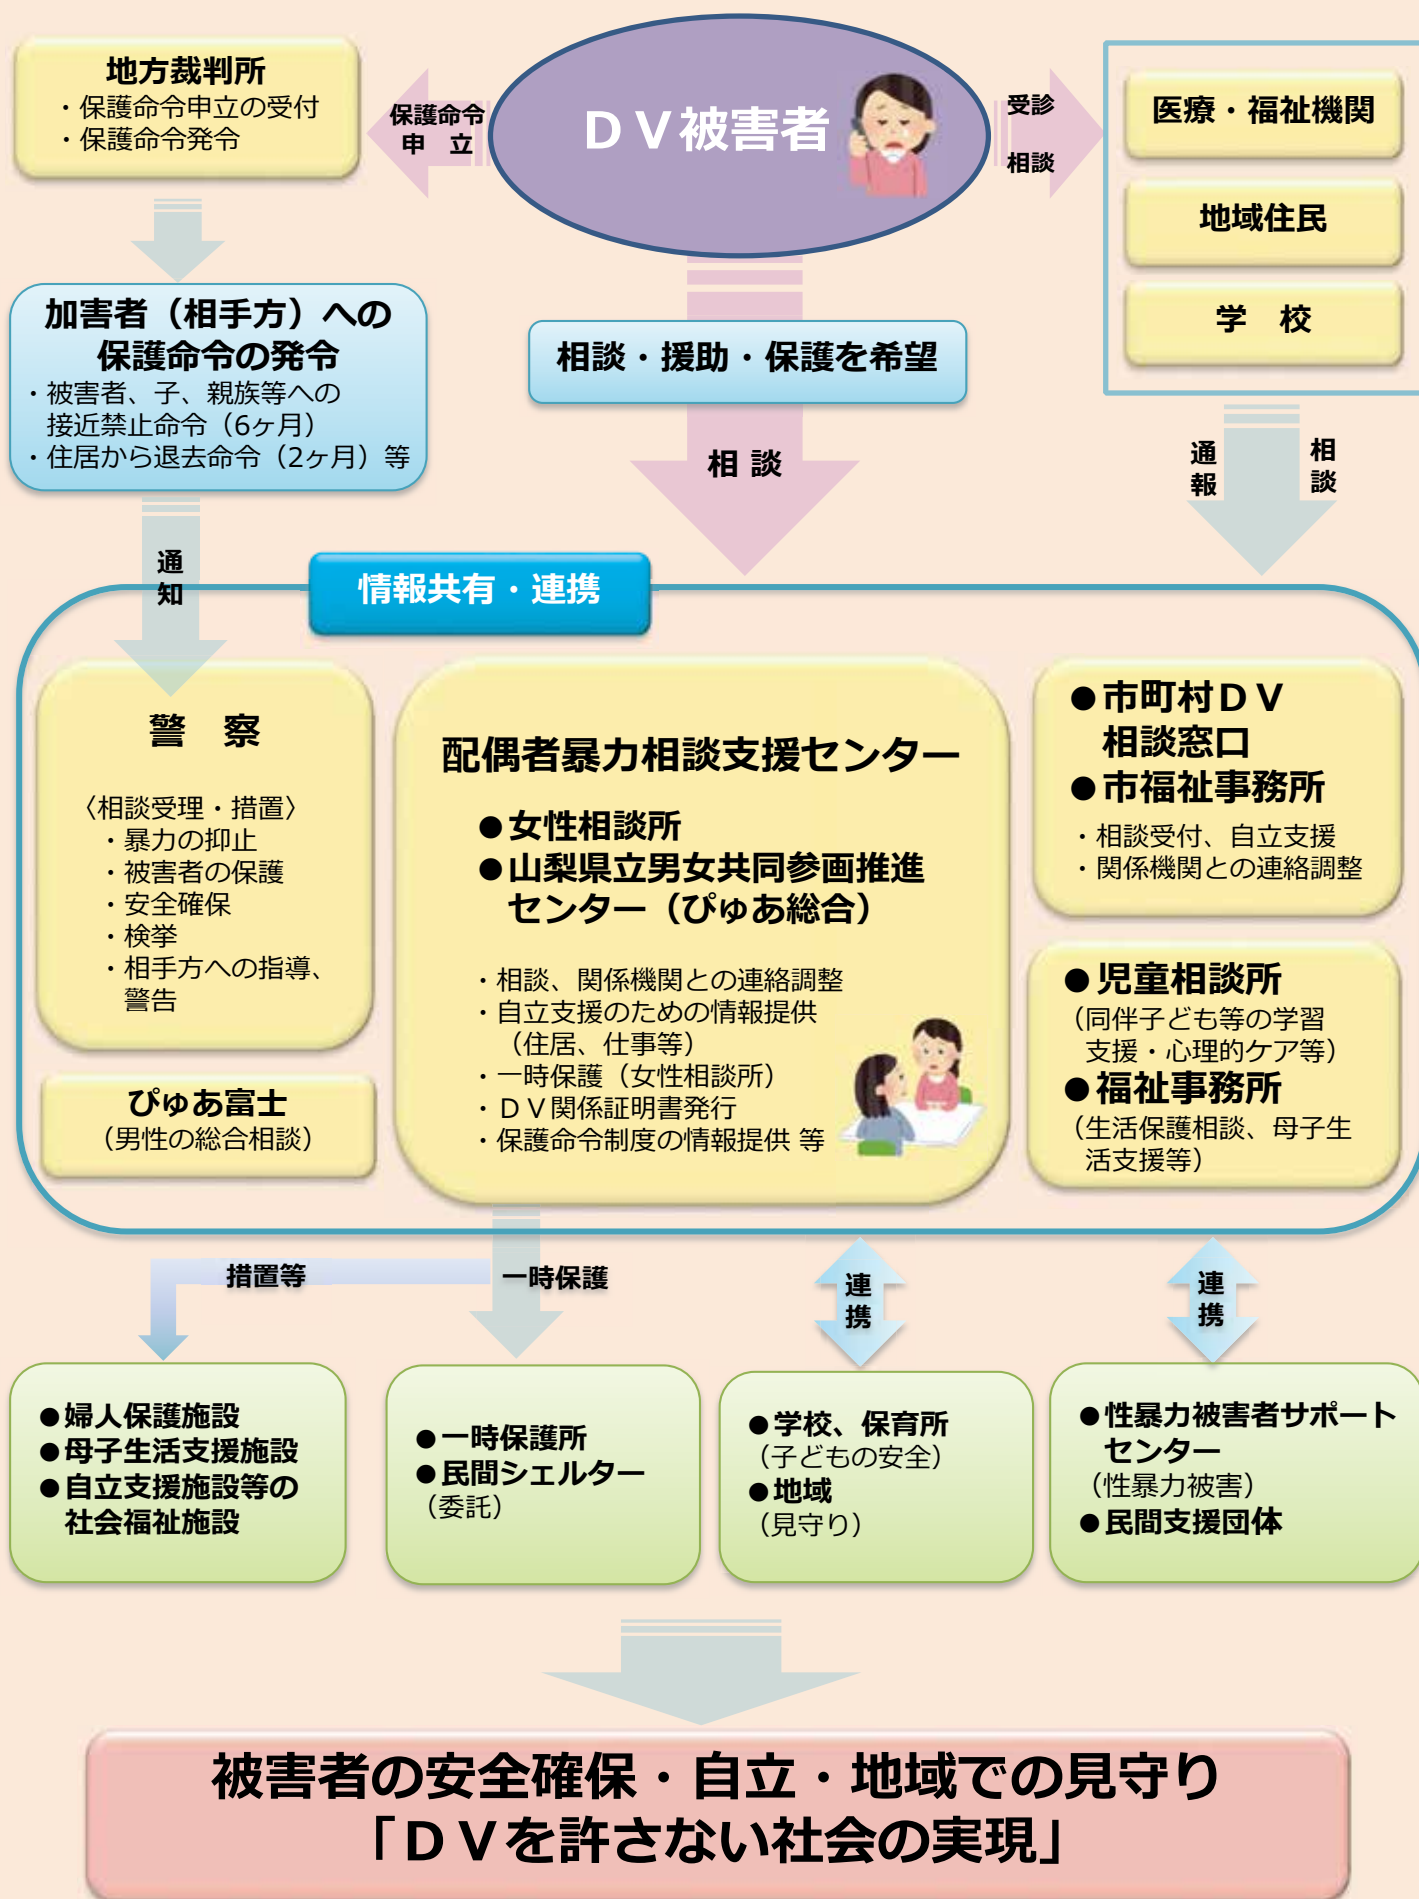 DV被害者
地方裁判所
・保護命令申立の受付
・保護命令発令
保護命令
申 立
受診
相談
医療・福祉機関
地域住民
学 校
加害者（相手方）への
保護命令の発令
・被害者、子、親族等への
接近禁止命令（6ヶ月）
・住居から退去命令（2ヶ月）等
相談・援助・保護を希望
相 談
通報
相談
通知
情報共有・連携
警 察
〈相談受理・措置〉
・暴力の抑止
・被害者の保護
・安全確保
・検挙
・相手方への指導、
警告
ぴゅあ富士
（男性の総合相談）
配偶者暴力相談支援センター
●女性相談所
●山梨県立男女共同参画推進
センター（ぴゅあ総合）
・相談、関係機関との連絡調整
・自立支援のための情報提供
（住居、仕事等）
・一時保護（女性相談所）
・ＤＶ関係証明書発行
・保護命令制度の情報提供 等
●市町村ＤＶ
相談窓口
●市福祉事務所
・相談受付、自立支援
・関係機関との連絡調整
●児童相談所
（同伴子ども等の学習
支援・心理的ケア等）
●福祉事務所
（生活保護相談、母子生
活支援等）
措置等
一時保護
連携
連携
●婦人保護施設
●母子生活支援施設
●自立支援施設等の
社会福祉施設
●一時保護所
●民間シェルター
（委託）
●学校、保育所
（子どもの安全）
●地域
（見守り）
●性暴力被害者サポート
センター
（性暴力被害）
●民間支援団体
被害者の安全確保・自立・地域での見守り
「ＤＶを許さない社会の実現」